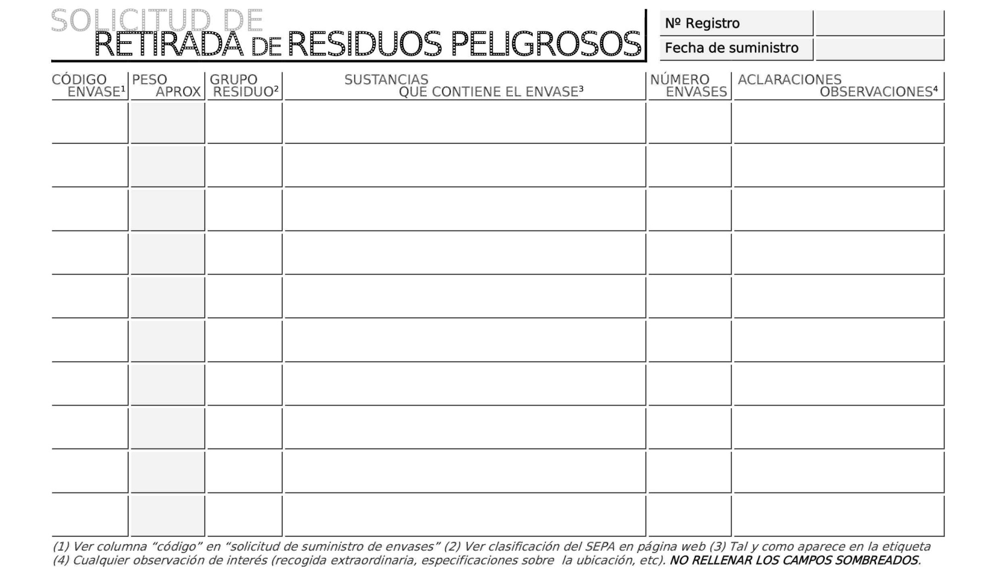 SOLICITUD DE
RETIRADA DE RESIDUOS PELIGROSOS
Nº Registro
Fecha de suministro
CÓDIGO
ENVASE¹
PESO
APROX
GRUPO
RESIDUO²
SUSTANCIAS
QUE CONTIENE EL ENVASE³
NÚMERO
ENVASES
ACLARACIONES
OBSERVACIONES⁴
(1) Ver columna “código” en “solicitud de suministro de envases” (2) Ver clasificación del SEPA en página web (3) Tal y como aparece en la etiqueta
(4) Cualquier observación de interés (recogida extraordinaria, especificaciones sobre la ubicación, etc). NO RELLENAR LOS CAMPOS SOMBREADOS.